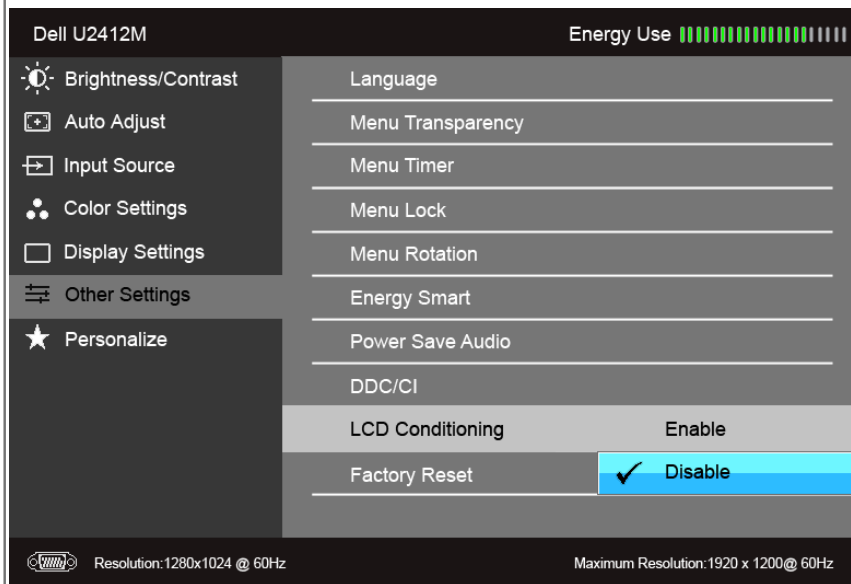 Dell U2412M Energy Use
Brightness/Contrast
Auto Adjust
Input Source
Color Settings
Display Settings
Other Settings
Personalize
Language
Menu Transparency
Menu Timer
Menu Lock
Menu Rotation
Energy Smart
Power Save Audio
DDC/CI
LCD Conditioning Enable
Disable
Factory Reset
Resolution:1280x1024 @ 60Hz Maximum Resolution:1920 x 1200@ 60Hz